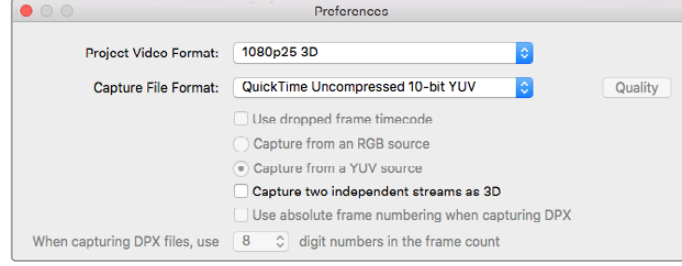 Preferences
Project Video Format: 1080p25 3D
Capture File Format: QuickTime Uncompressed 10-bit YUV Quality
Use dropped frame timecode
Capture from an RGB source
Capture from a YUV source
Capture two independent streams as 3D
Use absolute frame numbering when capturing DPX
When capturing DPX files, use 8 digit numbers in the frame count